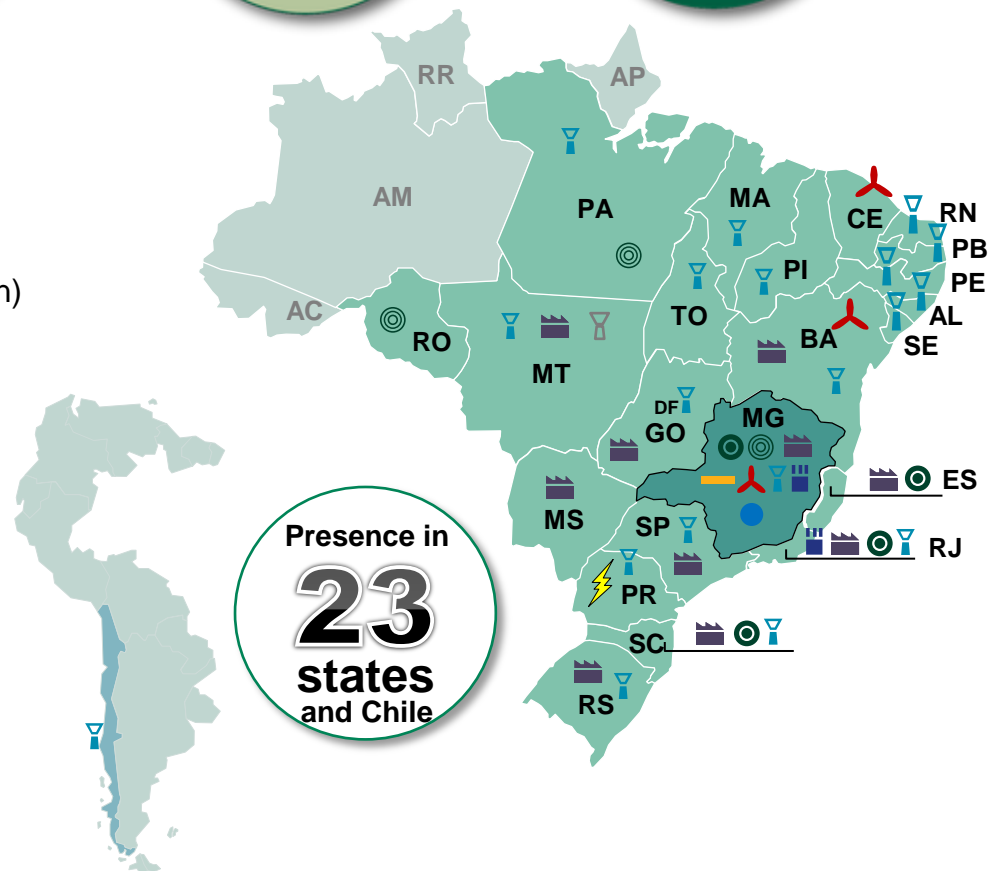 RR
AP
AM
PA
MA
CE
RN
PB
PI
PE
n)
AC
RO
TO
AL
BA
SE
MT
DF
MG
GO
ES
MS
SP
Presence in
23
states
and Chile
RJ
PR
SC
RS